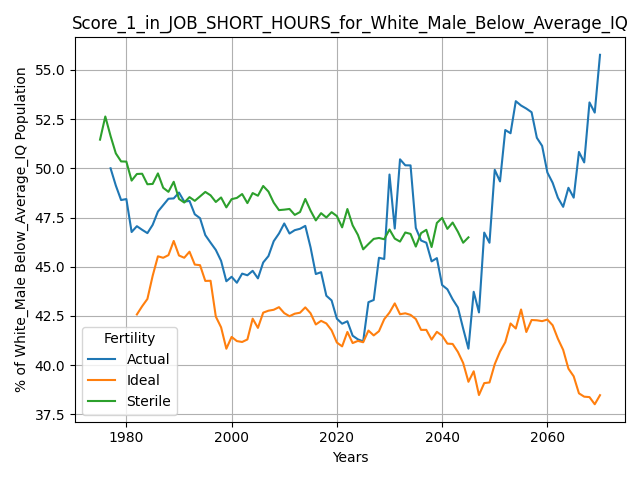 Score_1_in_JOB_SHORT_HOURS_for_White_Male_Below_Average_IQ
% of White_Male Below_Average_IQ Population
55.0
52.5
50.0
47.5
45.0
42.5
40.0
37.5
Fertility
Actual
Ideal
Sterile
1980 2000 2020 2040 2060
Years